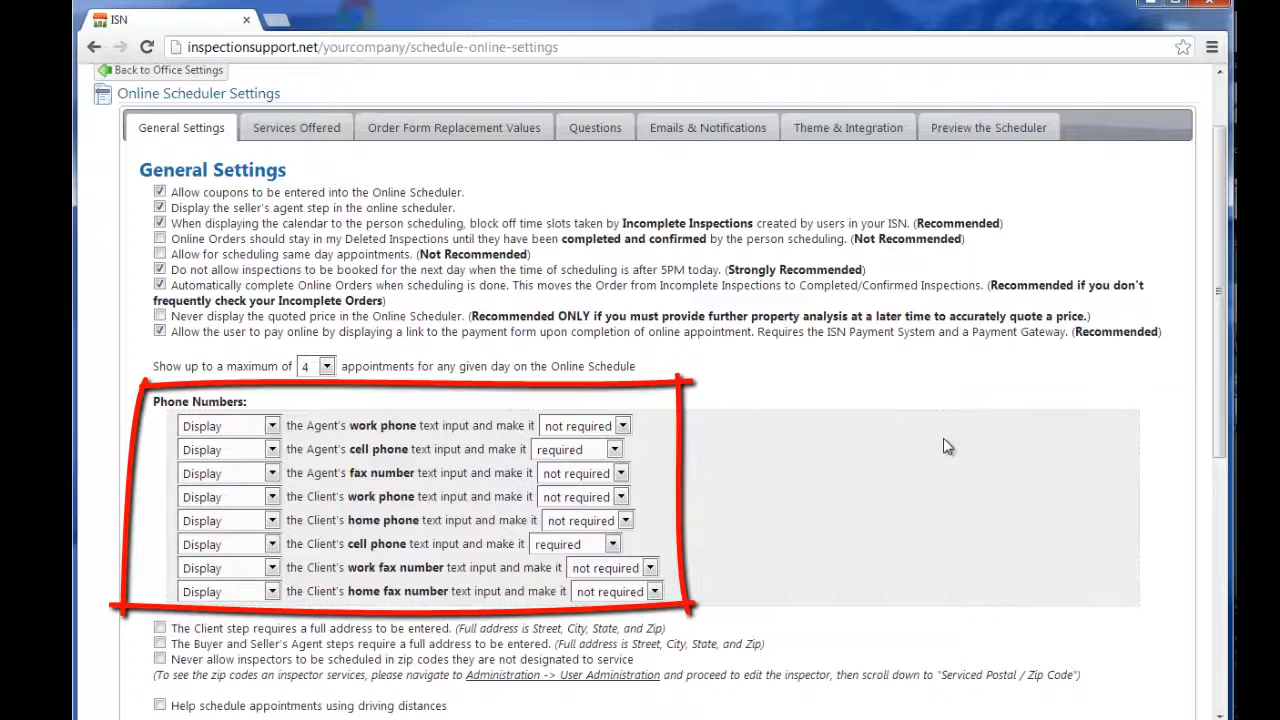 ISN
inspectionsupport.net/yourcompany/schedule-online-settings
Back to Office Settings
Online Scheduler Settings
General Settings Services Offered Order Form Replacement Values Questions Emails & Notifications Theme & Integration Preview the Scheduler
General Settings
Allow coupons to be entered into the Online Scheduler.
Display the seller's agent step in the online scheduler.
When displaying the calendar to the person scheduling, block off time slots taken by Incomplete Inspections created by users in your ISN. (Recommended)
Online Orders should stay in my Deleted Inspections until they have been completed and confirmed by the person scheduling. (Not Recommended)
Allow for scheduling same day appointments. (Not Recommended)
Do not allow inspections to be booked for the next day when the time of scheduling is after 5PM today. (Strongly Recommended)
Automatically complete Online Orders when scheduling is done. This moves the Order from Incomplete Inspections to Completed/Confirmed Inspections. (Recommended if you don't
frequently check your Incomplete Orders)
Never display the quoted price in the Online Scheduler. (Recommended ONLY if you must provide further property analysis at a later time to accurately quote a price.)
Allow the user to pay online by displaying a link to the payment form upon completion of online appointment. Requires the ISN Payment System and a Payment Gateway. (Recommended)
Show up to a maximum of 4 appointments for any given day on the Online Schedule
Phone Numbers:
Display the Agent's work phone text input and make it not required
Display the Agent's cell phone text input and make it required
Display the Agent's fax number text input and make it not required
Display the Client's work phone text input and make it not required
Display the Client's home phone text input and make it not required
Display the Client's cell phone text input and make it required
Display the Client's work fax number text input and make it not required
Display the Client's home fax number text input and make it not required
The Client step requires a full address to be entered. (Full address is Street, City, State, and Zip)
The Buyer and Seller's Agent steps require a full address to be entered. (Full address is Street, City, State, and Zip)
Never allow inspectors to be scheduled in zip codes they are not designated to service
(To see the zip codes an inspector services, please navigate to Administration -> User Administration and proceed to edit the inspector, then scroll down to "Serviced Postal / Zip Code")
Help schedule appointments using driving distances